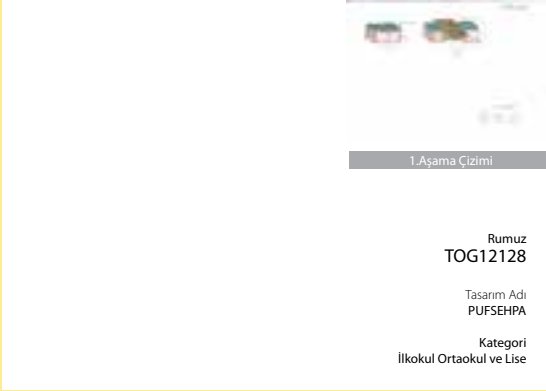 1.Aşama Çizimi
Rumuz
TOG12128
Tasarım Adı
PUFSEHPA
Kategori
İlkokul Ortaokul ve Lise